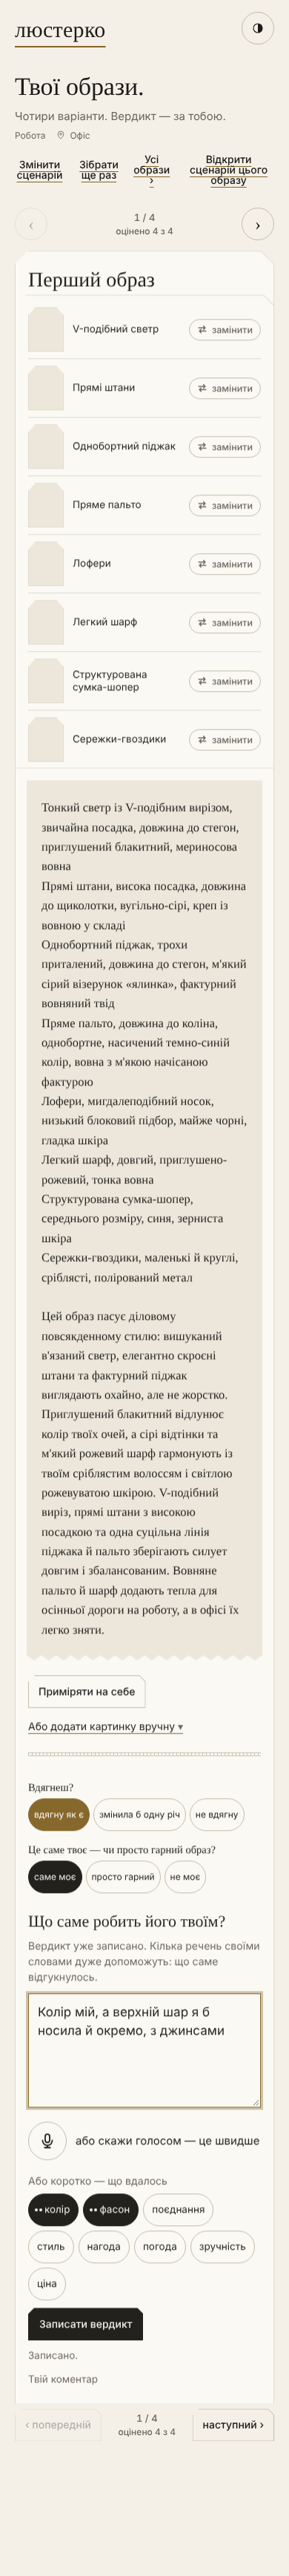 люстерко
Твої образи.
Чотири варіанти. Вердикт — за тобою.
Робота Офіс
Змінити сценарій
Зібрати ще раз
Усі образи ›
Відкрити сценарій цього образу
‹
1 / 4
оцінено 4 з 4
›
Перший образ
V-подібний светр ⇄ замінити
Прямі штани ⇄ замінити
Однобортний піджак ⇄ замінити
Пряме пальто ⇄ замінити
Лофери ⇄ замінити
Легкий шарф ⇄ замінити
Структурована
сумка-шопер ⇄ замінити
Сережки-гвоздики ⇄ замінити
Тонкий светр із V-подібним вирізом,
звичайна посадка, довжина до стегон,
приглушений блакитний, мериносова
вовна
Прямі штани, висока посадка, довжина
до щиколотки, вугільно-сірі, креп із
вовною у складі
Однобортний піджак, трохи
приталений, довжина до стегон, м'який
сірий візерунок «ялинка», фактурний
вовняний твід
Пряме пальто, довжина до коліна,
однобортне, насичений темно-синій
колір, вовна з м'якою начісаною
фактурою
Лофери, мигдалеподібний носок,
низький блоковий підбор, майже чорні,
гладка шкіра
Легкий шарф, довгий, приглушено-
рожевий, тонка вовна
Структурована сумка-шопер,
середнього розміру, синя, зерниста
шкіра
Сережки-гвоздики, маленькі й круглі,
сріблясті, полірований метал
Цей образ пасує діловому
повсякденному стилю: вишуканий
в'язаний светр, елегантно скроєні
штани та фактурний піджак
виглядають охайно, але не жорстко.
Приглушений блакитний відлунює
колір твоїх очей, а сірі відтінки та
м'який рожевий шарф гармонують із
твоїм сріблястим волоссям і світлою
рожевуватою шкірою. V-подібний
виріз, прямі штани з високою
посадкою та одна суцільна лінія
піджака й пальто зберігають силует
довгим і збалансованим. Вовняне
пальто й шарф додають тепла для
осінньої дороги на роботу, а в офісі їх
легко зняти.
Приміряти на себе
Або додати картинку вручну ▾
Вдягнеш?
вдягну як є
змінила б одну річ
не вдягну
Це саме твоє — чи просто гарний образ?
саме моє
просто гарний
не моє
Що саме робить його твоїм?
Вердикт уже записано. Кілька речень своїми
словами дуже допоможуть: що саме
відгукнулось.
Колір мій, а верхній шар я б
носила й окремо, з джинсами
або скажи голосом — це швидше
Або коротко — що вдалось
•• колір
•• фасон
поєднання
стиль
нагода
погода
зручність
ціна
Записати вердикт
Записано.
Твій коментар
‹ попередній
1 / 4
оцінено 4 з 4
наступний ›